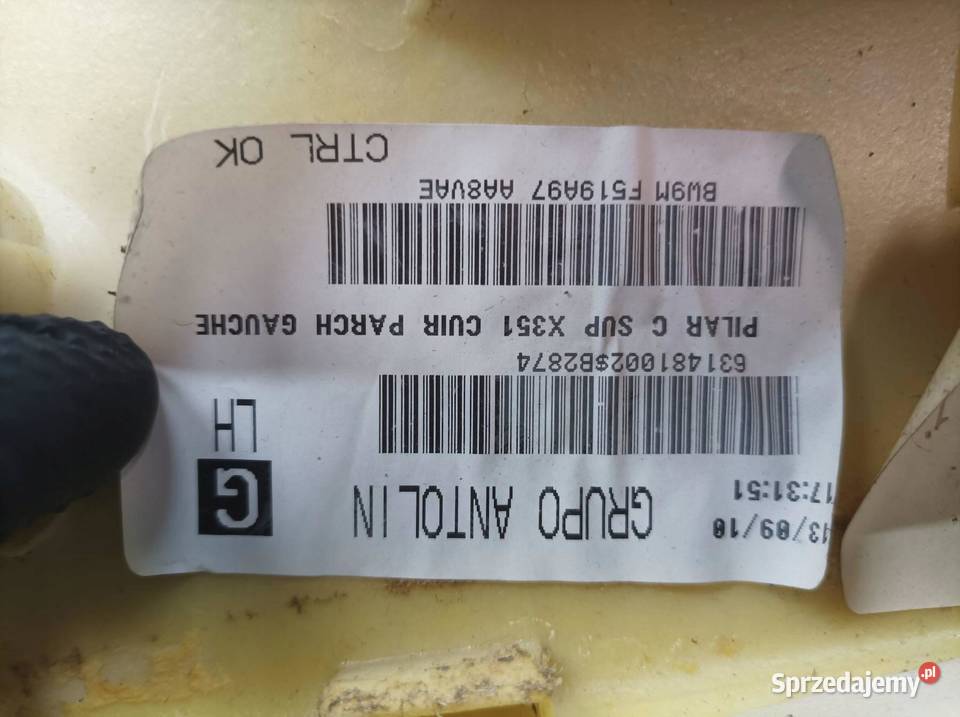 13/09/10
17:31:51
GRUPO ANTOLIN
G
LH
631481002$B2874
PILAR C SUP X351 CUIR PARCH GAUCHE
BW9M F519A97 AA8VAE
CTRL OK
Sprzedajemy.pl